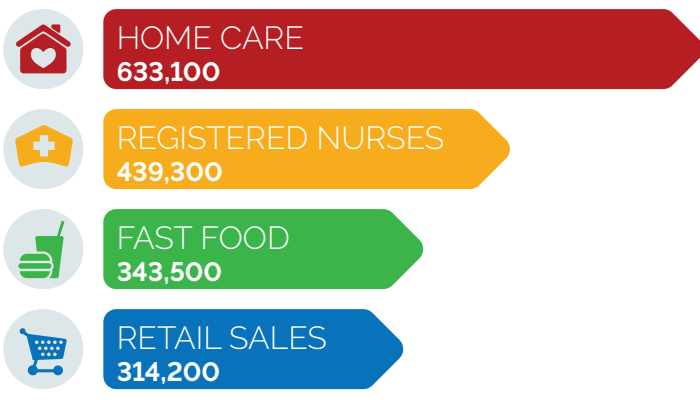 HOME CARE
633,100
REGISTERED NURSES
439,300
FAST FOOD
343,500
RETAIL SALES
314,200